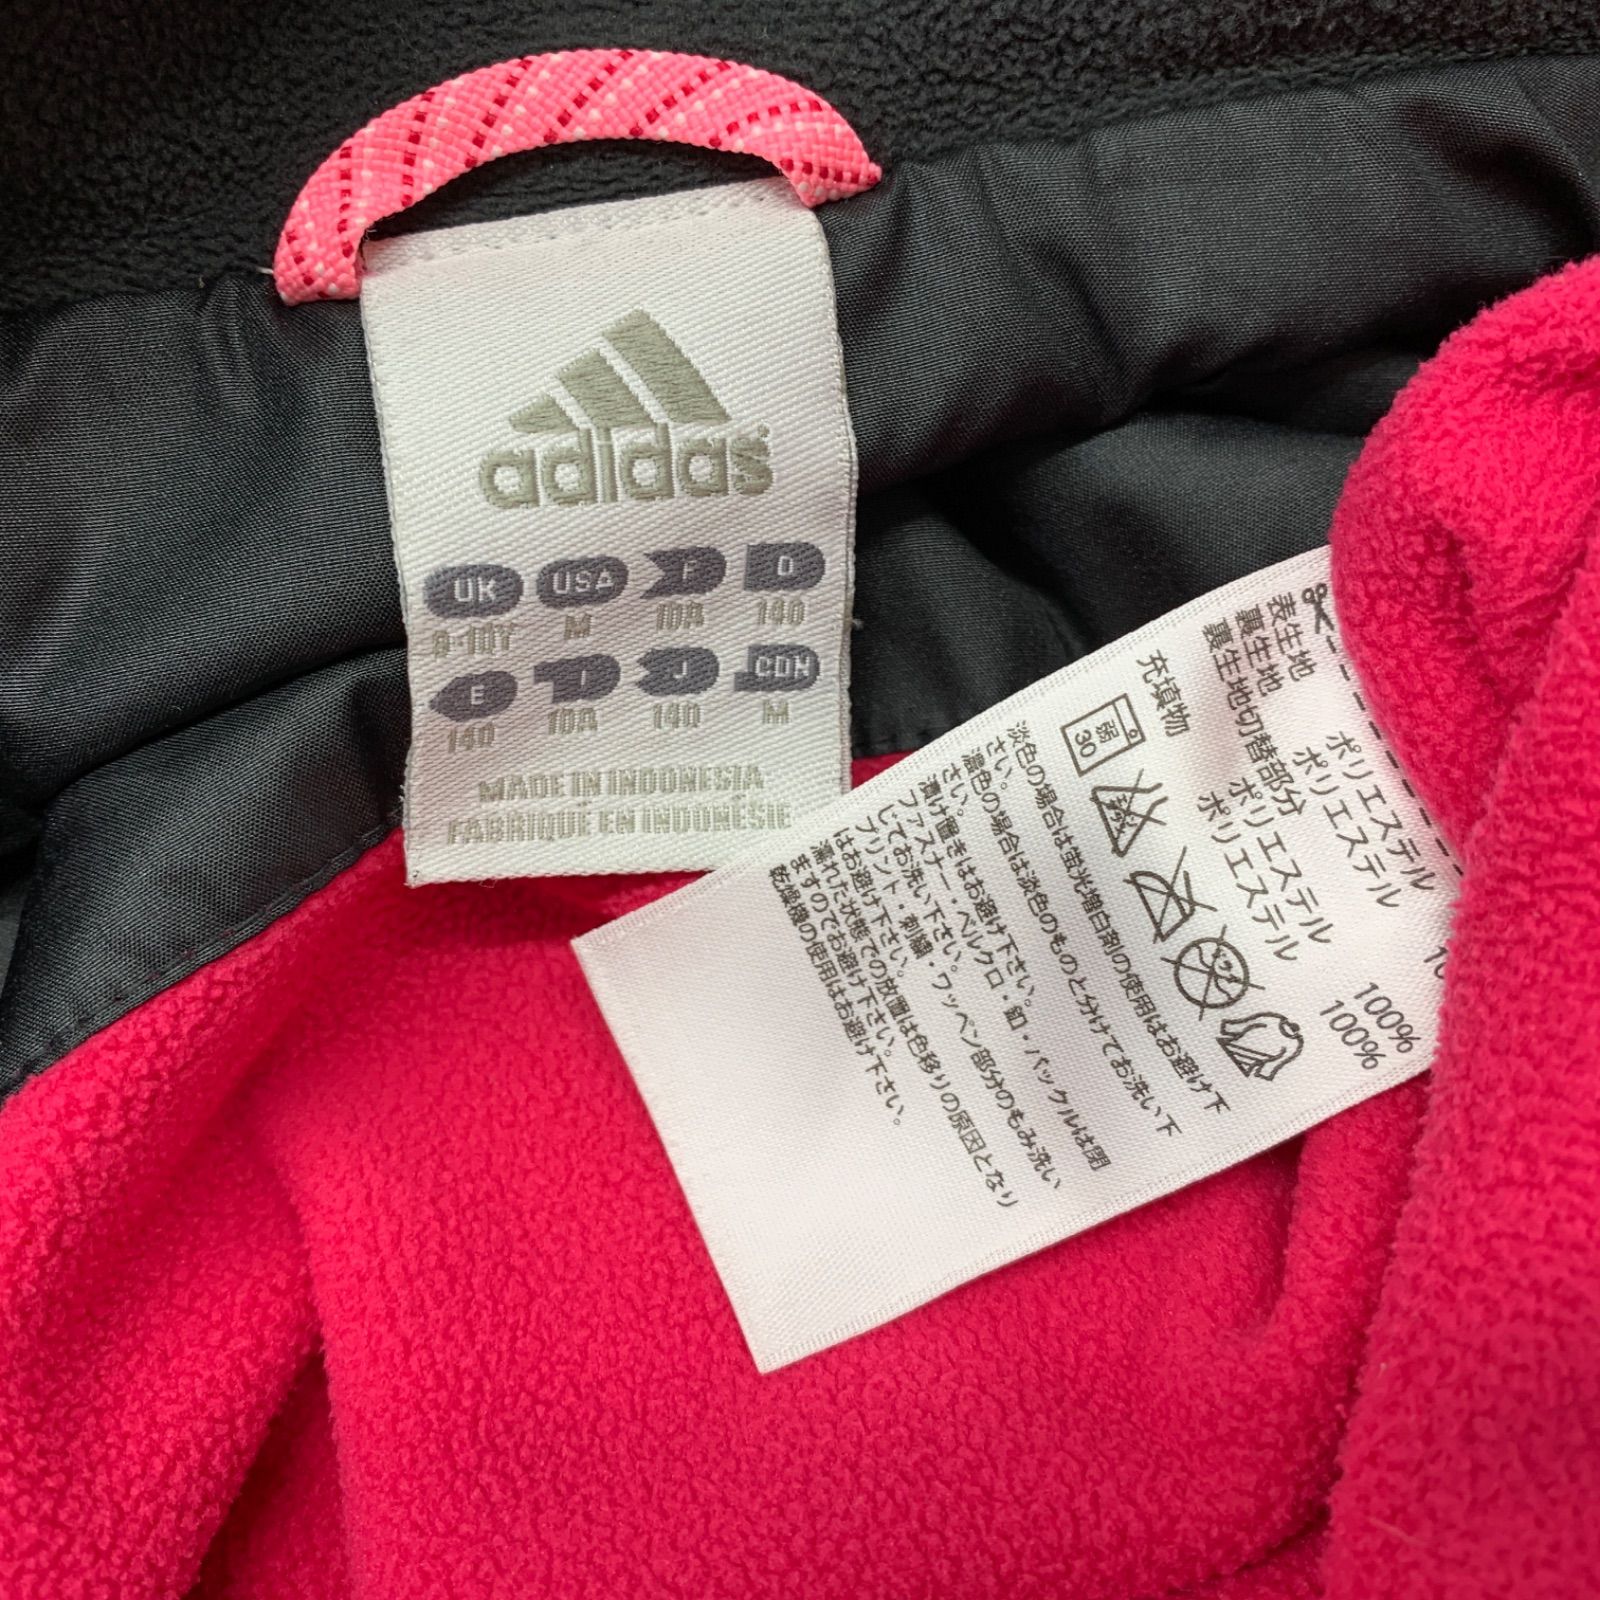 adidas
UK USA F D
9-10Y M 10A 140
E I J CDN
140 10A 140 M
MADE IN INDONESIA
FABRIQUÉ EN INDONÉSIE
表生地 ポリエステル
裏生地 ポリエステル
裏生地切替部分 ポリエステル 100%
ポリエステル 100%
充填物
弱
30
淡色の場合は蛍光増白剤の使用はお避け下
さい。
濃色の場合は淡色のものと分けてお洗い下
さい。
漬け置きはお避け下さい。
ファスナー・ベルクロ・釦・バックルは閉
じてお洗い下さい。
プリント・刺繍・ワッペン部分のもみ洗い
はお避け下さい。
濡れた状態での放置は色移りの原因となり
ますのでお避け下さい。
乾燥機の使用はお避け下さい。